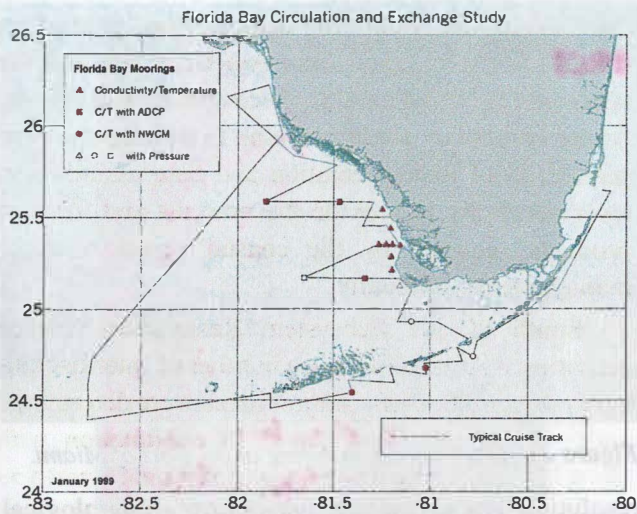 Florida Bay Circulation and Exchange Study
26.5
26
25.5
25
24.5
24
Florida Bay Moorings
Conductivity/Temperature
C/T with ADCP
C/T with NWCM
with Pressure
Typical Cruise Track
January 1999
-83
-82.5
-82
-81.5
-81
-80.5
-80